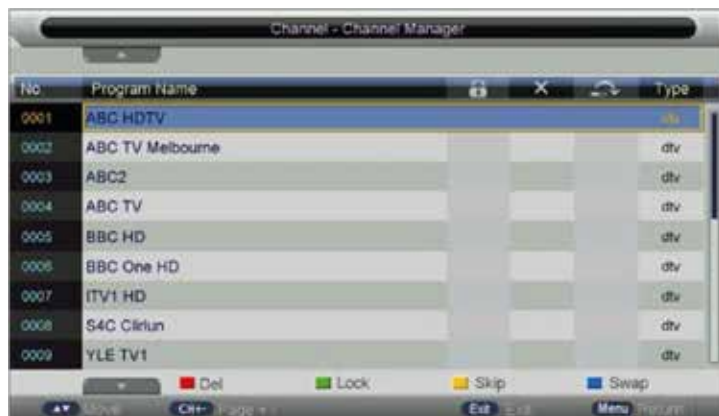 Channel - Channel Manager
No. Program Name Type
0001 ABC HDTV dtv
0002 ABC TV Melbourne dtv
0003 ABC2 dtv
0004 ABC TV dtv
0005 BBC HD dtv
0006 BBC One HD dtv
0007 ITV1 HD dtv
0008 S4C Clirlun dtv
0009 YLE TV1 dtv
Del Lock Skip Swap
Move CH+- Page + - Exit Exit Menu